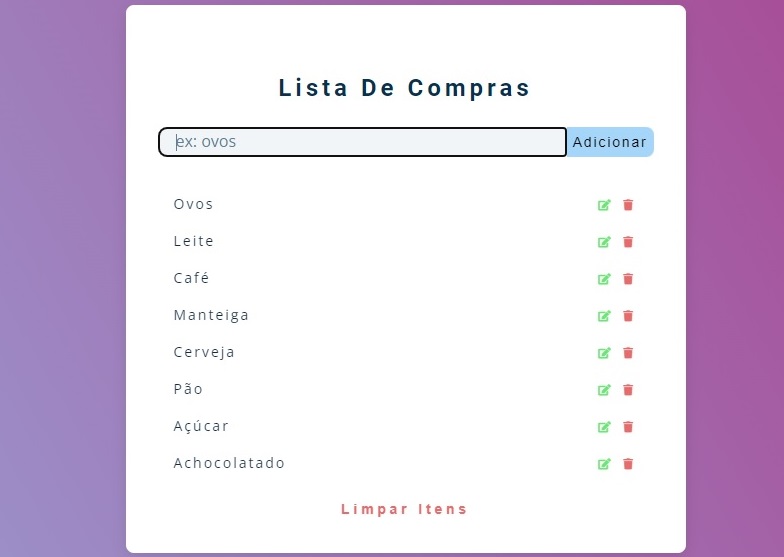 Lista De Compras
ex: ovos
Adicionar
Ovos
Leite
Café
Manteiga
Cerveja
Pão
Açúcar
Achocolatado
Limpar Itens